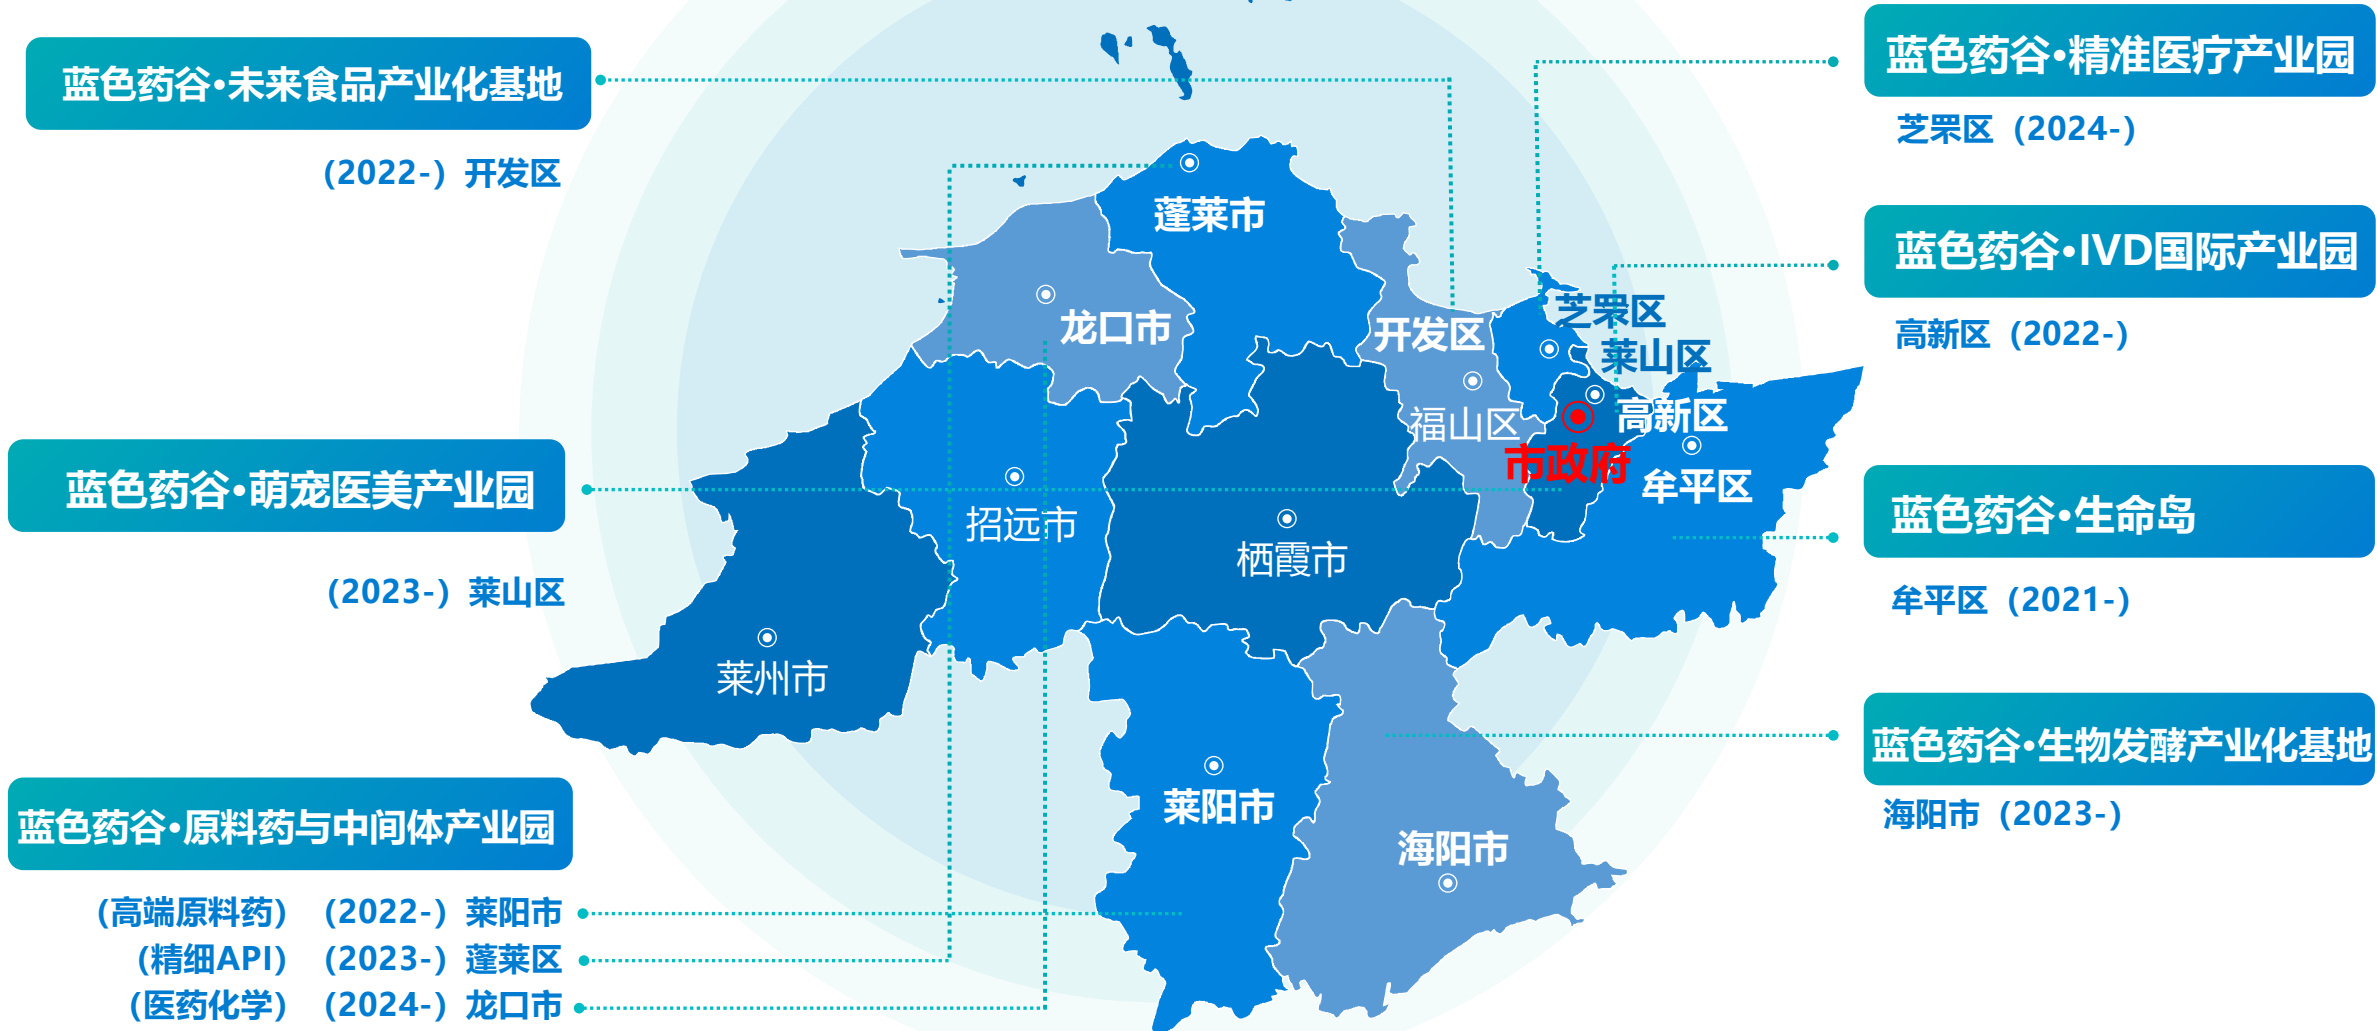 蓝色药谷·未来食品产业化基地
（2022-）开发区
蓝色药谷·萌宠医美产业园
（2023-）莱山区
蓝色药谷·原料药与中间体产业园
（高端原料药）（2022-）莱阳市
（精细API）（2023-）蓬莱区
（医药化学）（2024-）龙口市
蓬莱市
龙口市
开发区
芝罘区
莱山区
福山区
高新区
市政府
牟平区
招远市
栖霞市
莱州市
莱阳市
海阳市
蓝色药谷·精准医疗产业园
芝罘区（2024-）
蓝色药谷·IVD国际产业园
高新区（2022-）
蓝色药谷·生命岛
牟平区（2021-）
蓝色药谷·生物发酵产业化基地
海阳市（2023-）